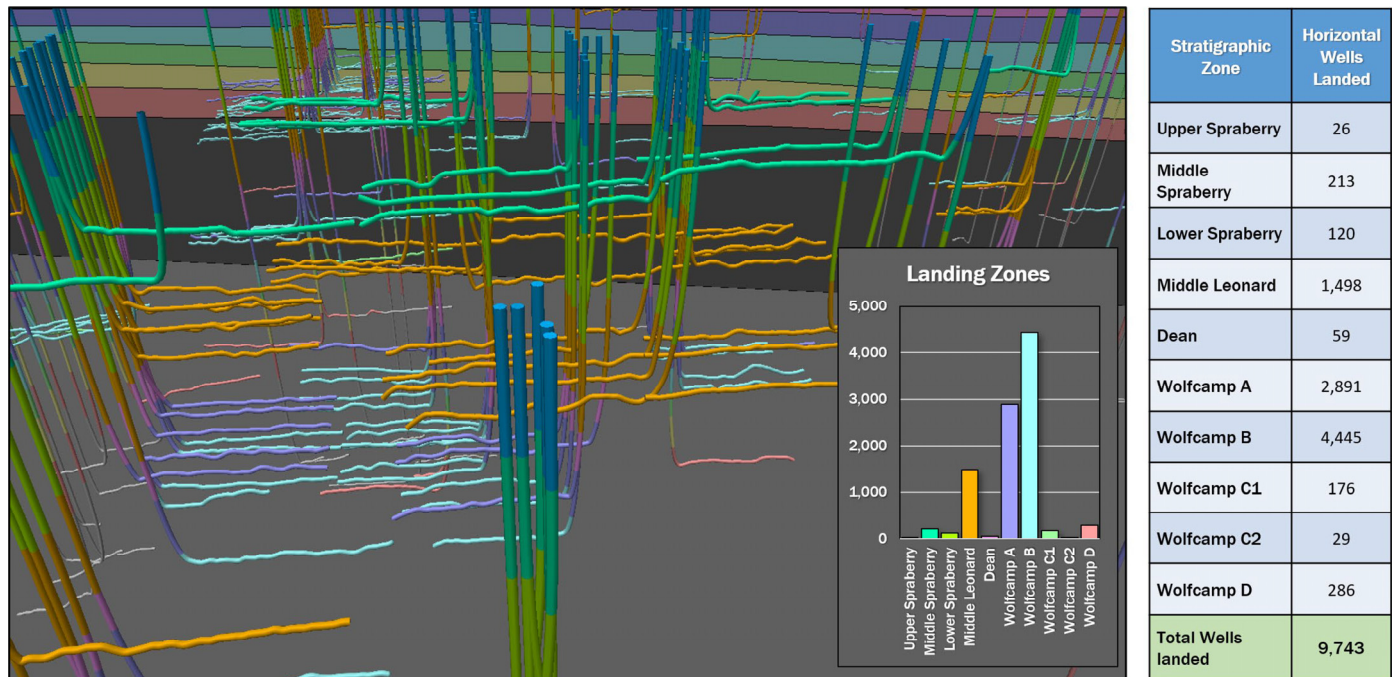 Landing Zones
5,000
4,000
3,000
2,000
1,000
0
Upper Spraberry
Middle Spraberry
Lower Spraberry
Middle Leonard
Dean
Wolfcamp A
Wolfcamp B
Wolfcamp C1
Wolfcamp C2
Wolfcamp D
Stratigraphic
Zone
Horizontal
Wells
Landed
Upper Spraberry 26
Middle
Spraberry 213
Lower Spraberry 120
Middle Leonard 1,498
Dean 59
Wolfcamp A 2,891
Wolfcamp B 4,445
Wolfcamp C1 176
Wolfcamp C2 29
Wolfcamp D 286
Total Wells
landed 9,743